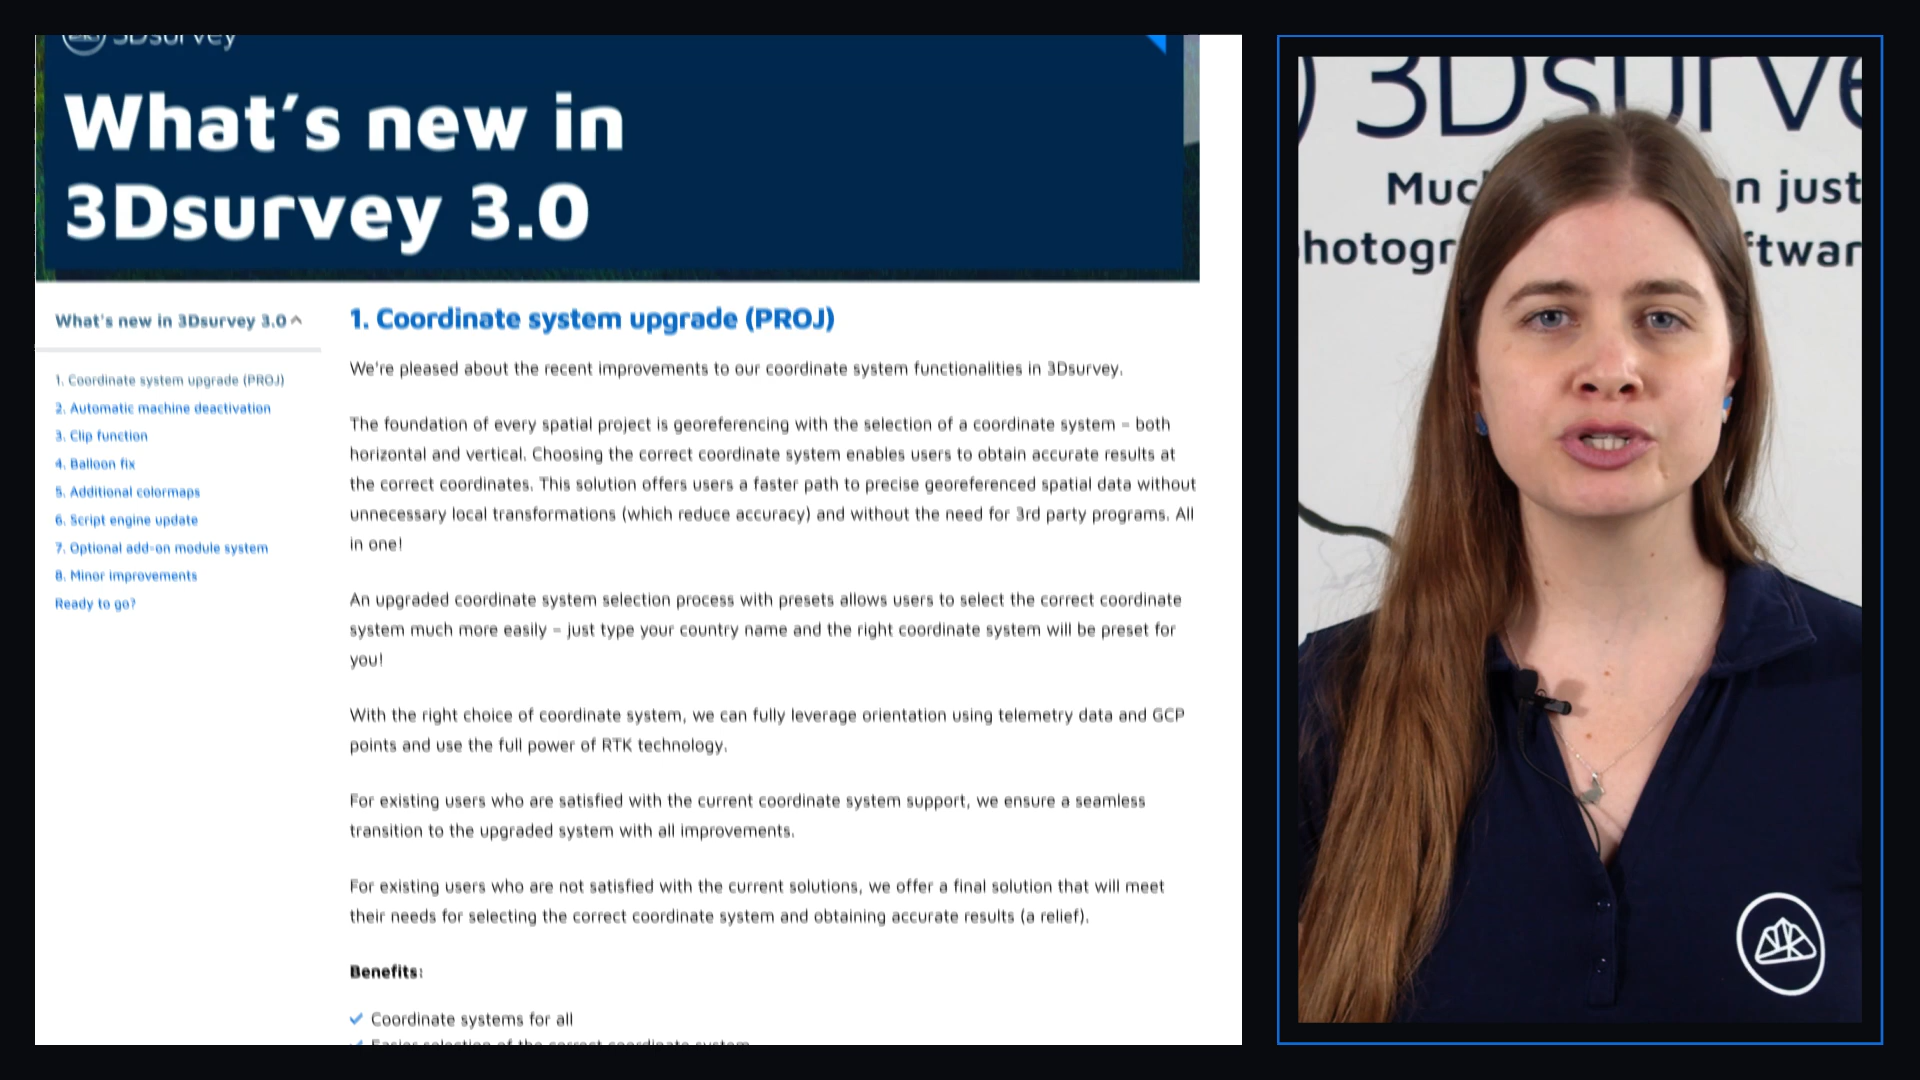 3Dsurvey
What's new in
3Dsurvey 3.0
What's new in 3Dsurvey 3.0
1. Coordinate system upgrade (PROJ)
2. Automatic machine deactivation
3. Clip function
4. Balloon fix
5. Additional colormaps
6. Script engine update
7. Optional add-on module system
8. Minor improvements
Ready to go?
1. Coordinate system upgrade (PROJ)
We're pleased about the recent improvements to our coordinate system functionalities in 3Dsurvey.
The foundation of every spatial project is georeferencing with the selection of a coordinate system – both
horizontal and vertical. Choosing the correct coordinate system enables users to obtain accurate results at
the correct coordinates. This solution offers users a faster path to precise georeferenced spatial data without
unnecessary local transformations (which reduce accuracy) and without the need for 3rd party programs. All
in one!
An upgraded coordinate system selection process with presets allows users to select the correct coordinate
system much more easily – just type your country name and the right coordinate system will be preset for
you!
With the right choice of coordinate system, we can fully leverage orientation using telemetry data and GCP
points and use the full power of RTK technology.
For existing users who are satisfied with the current coordinate system support, we ensure a seamless
transition to the upgraded system with all improvements.
For existing users who are not satisfied with the current solutions, we offer a final solution that will meet
their needs for selecting the correct coordinate system and obtaining accurate results (a relief).
Benefits:
Coordinate systems for all
Easier selection of the correct coordinate system
3Dsurve
Muc n just
hotogr ftwar